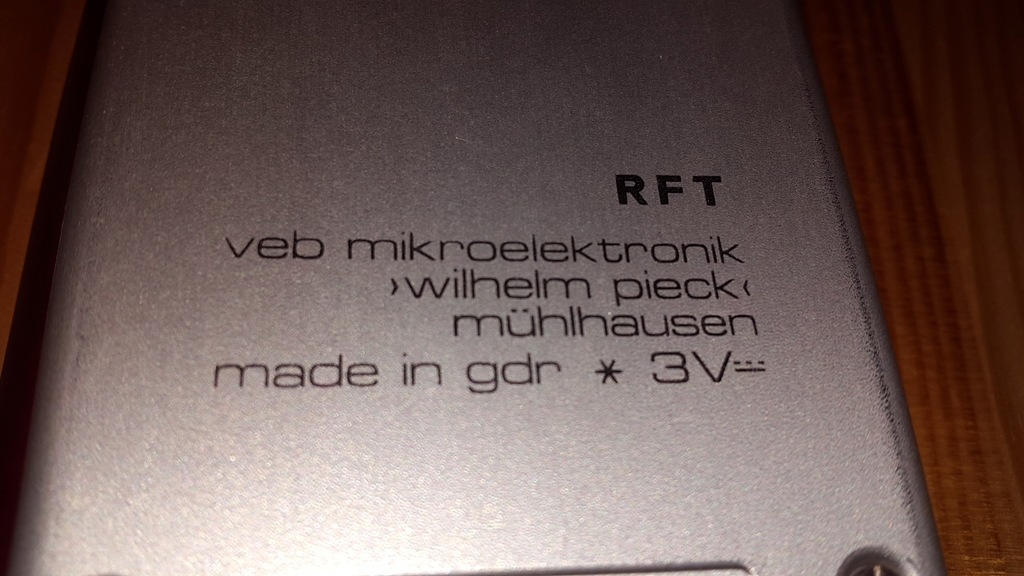 RFT
veb mikroelektronik
›wilhelm pieck‹
mühlhausen
made in gdr * 3V⎓